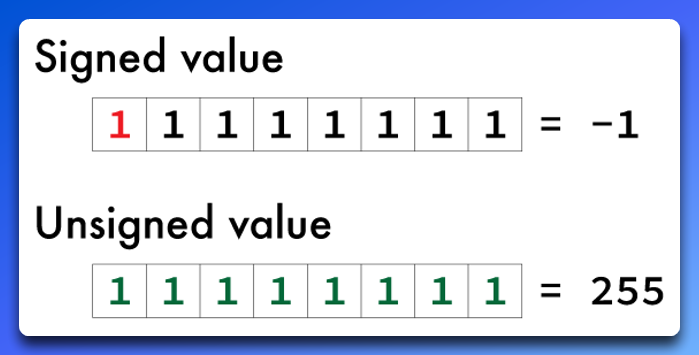 Signed value
1 1 1 1 1 1 1 1 = −1
Unsigned value
1 1 1 1 1 1 1 1 = 255